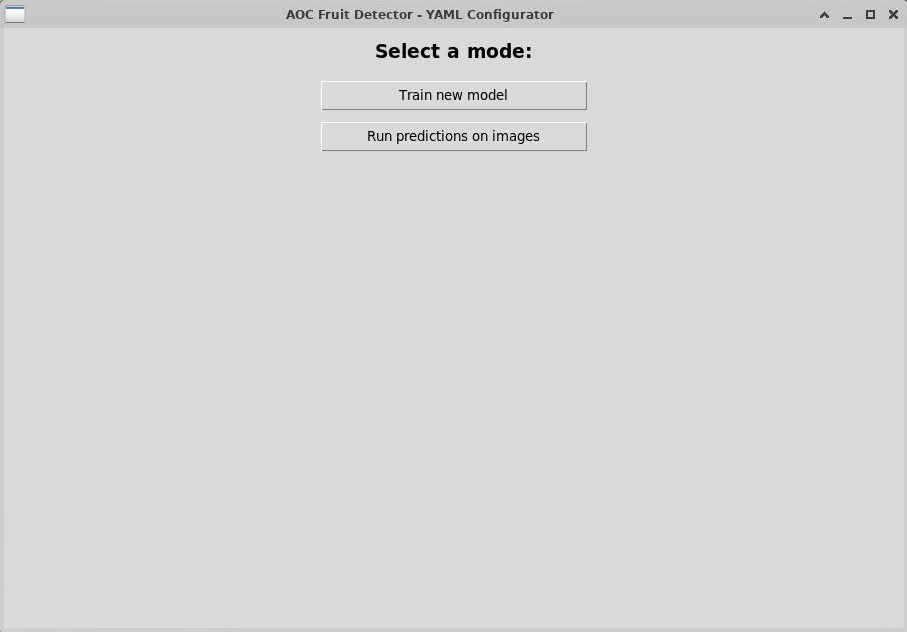 AOC Fruit Detector - YAML Configurator
Select a mode:
Train new model
Run predictions on images